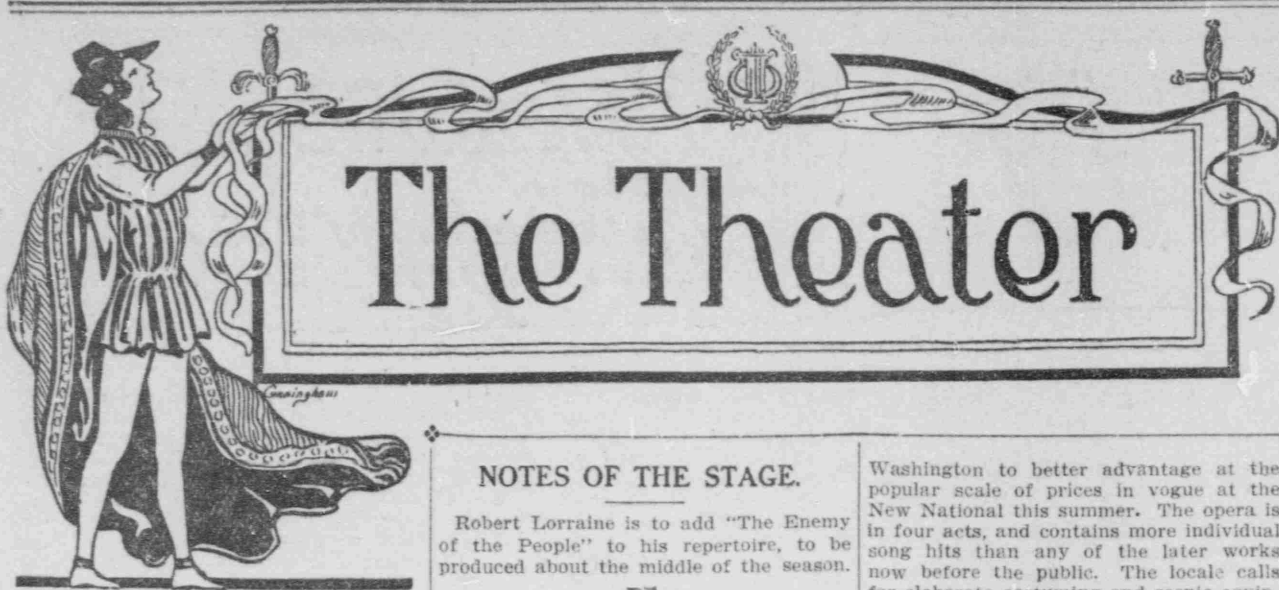 The Theater
NOTES OF THE STAGE.
Robert Lorraine is to add "The Enemy
of the People" to his repertoire, to be
produced about the middle of the season.
Washington to better advantage at the
popular scale of prices in vogue at the
New National this summer. The opera is
in four acts, and contains more individual
song hits than any of the later works
now before the public. The locale calls